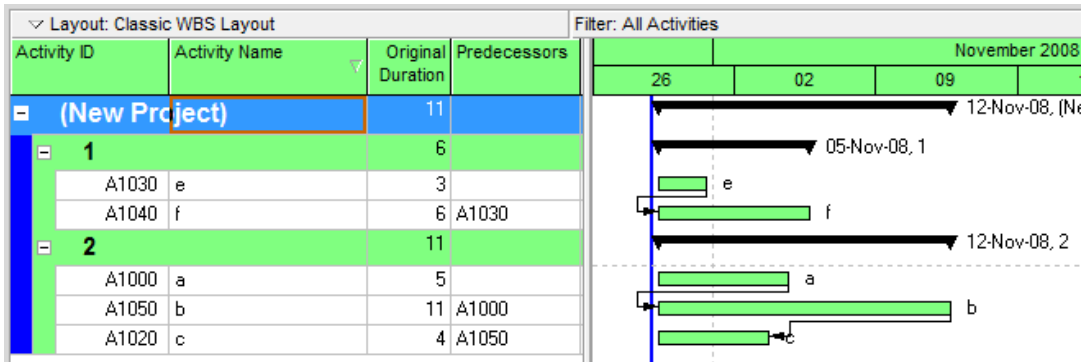 Layout: Classic WBS Layout Filter: All Activities
Activity ID Activity Name Original Duration Predecessors November 2008
26 02 09
(New Project) 11 12-Nov-08, (Ne
1 6 05-Nov-08, 1
A1030 e 3 e
A1040 f 6 A1030 f
2 11 12-Nov-08, 2
A1000 a 5 a
A1050 b 11 A1000 b
A1020 c 4 A1050 c